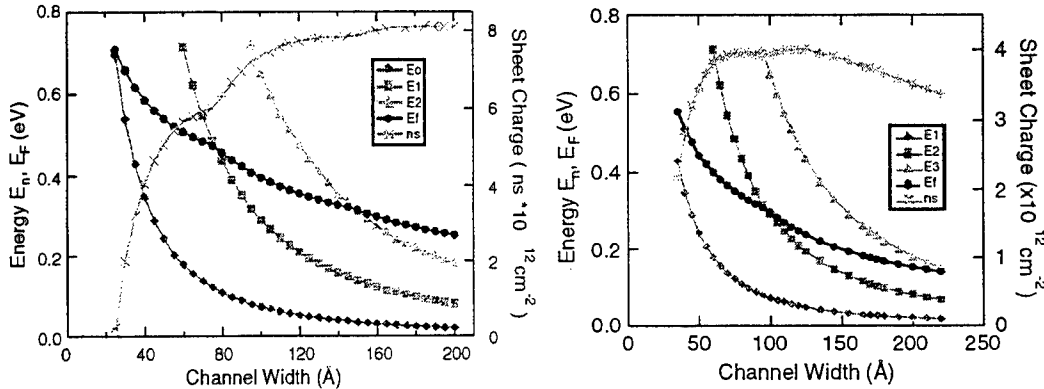 0.8
0.6
0.4
0.2
0.0
Energy Eₙ, E_F (eV)
0
40
80
120
160
200
Channel Width (Å)
8
6
4
2
0
Sheet Charge ( ns *10 ¹² cm⁻²
Eo
E1
E2
Ef
ns
0.8
0.6
0.4
0.2
0.0
Energy Eₙ, E_F (eV)
0
50
100
150
200
250
Channel Width (Å)
4
3
2
1
0
Sheet Charge (x10 ¹² cm⁻²)
E1
E2
E3
Ef
ns